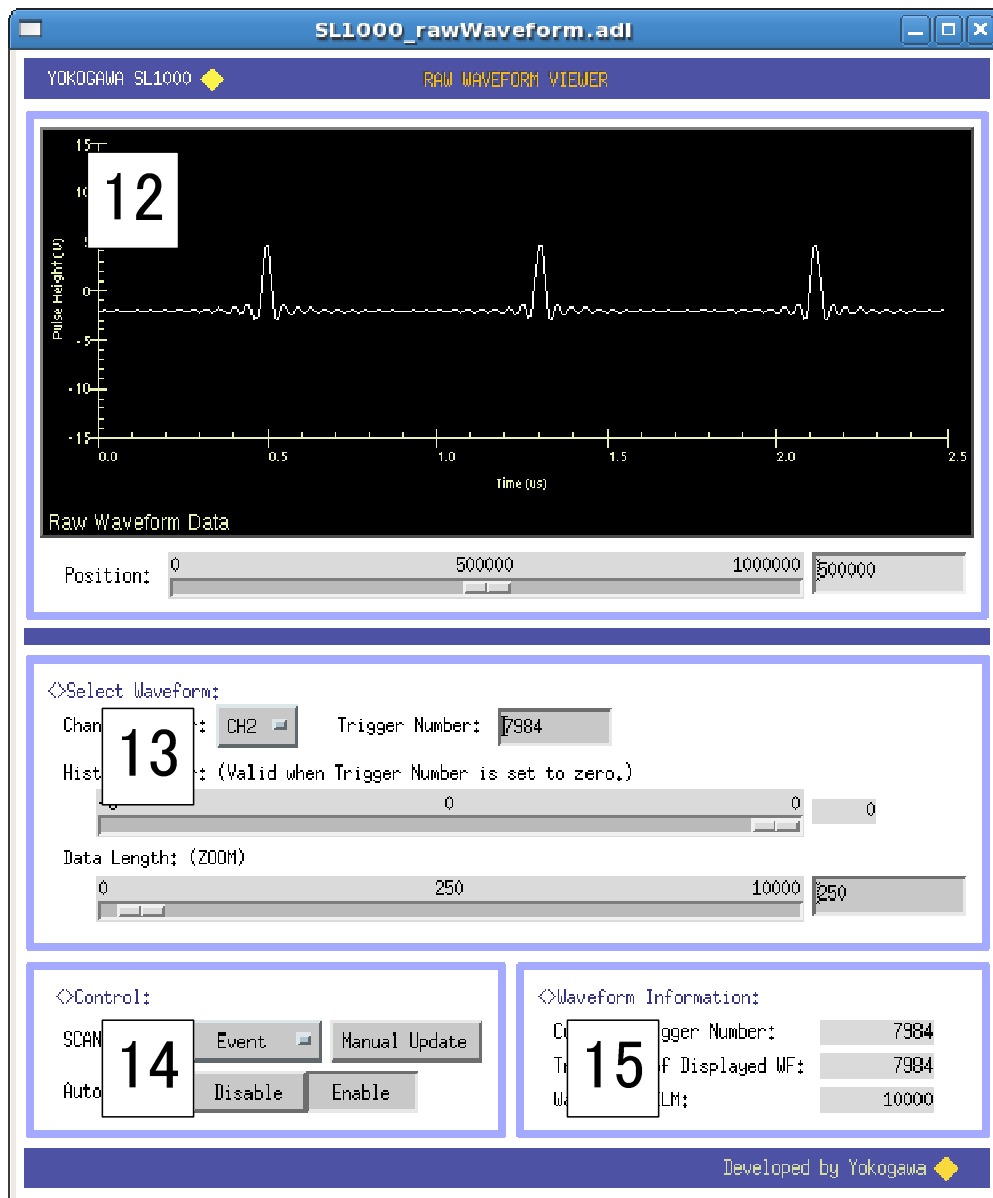 SL1000_rawWaveform.adl
YOKOGAWA SL1000
RAW WAVEFORM VIEWER
15
12
10
5
0
-5
-10
-15
Pulse Height (V)
0.0 0.5 1.0 1.5 2.0 2.5
Time (us)
Raw Waveform Data
Position: 0 500000 1000000 500000
<>Select Waveform:
: CH2 Trigger Number: 7984
13
: (Valid when Trigger Number is set to zero.)
0 0 0
Data Length: (ZOOM)
0 250 10000 250
<>Control:
SCAN Event Manual Update
14
Auto Disable Enable
<>Waveform Information:
Number: 7984
15
of Displayed WF: 7984
10000
Developed by Yokogawa